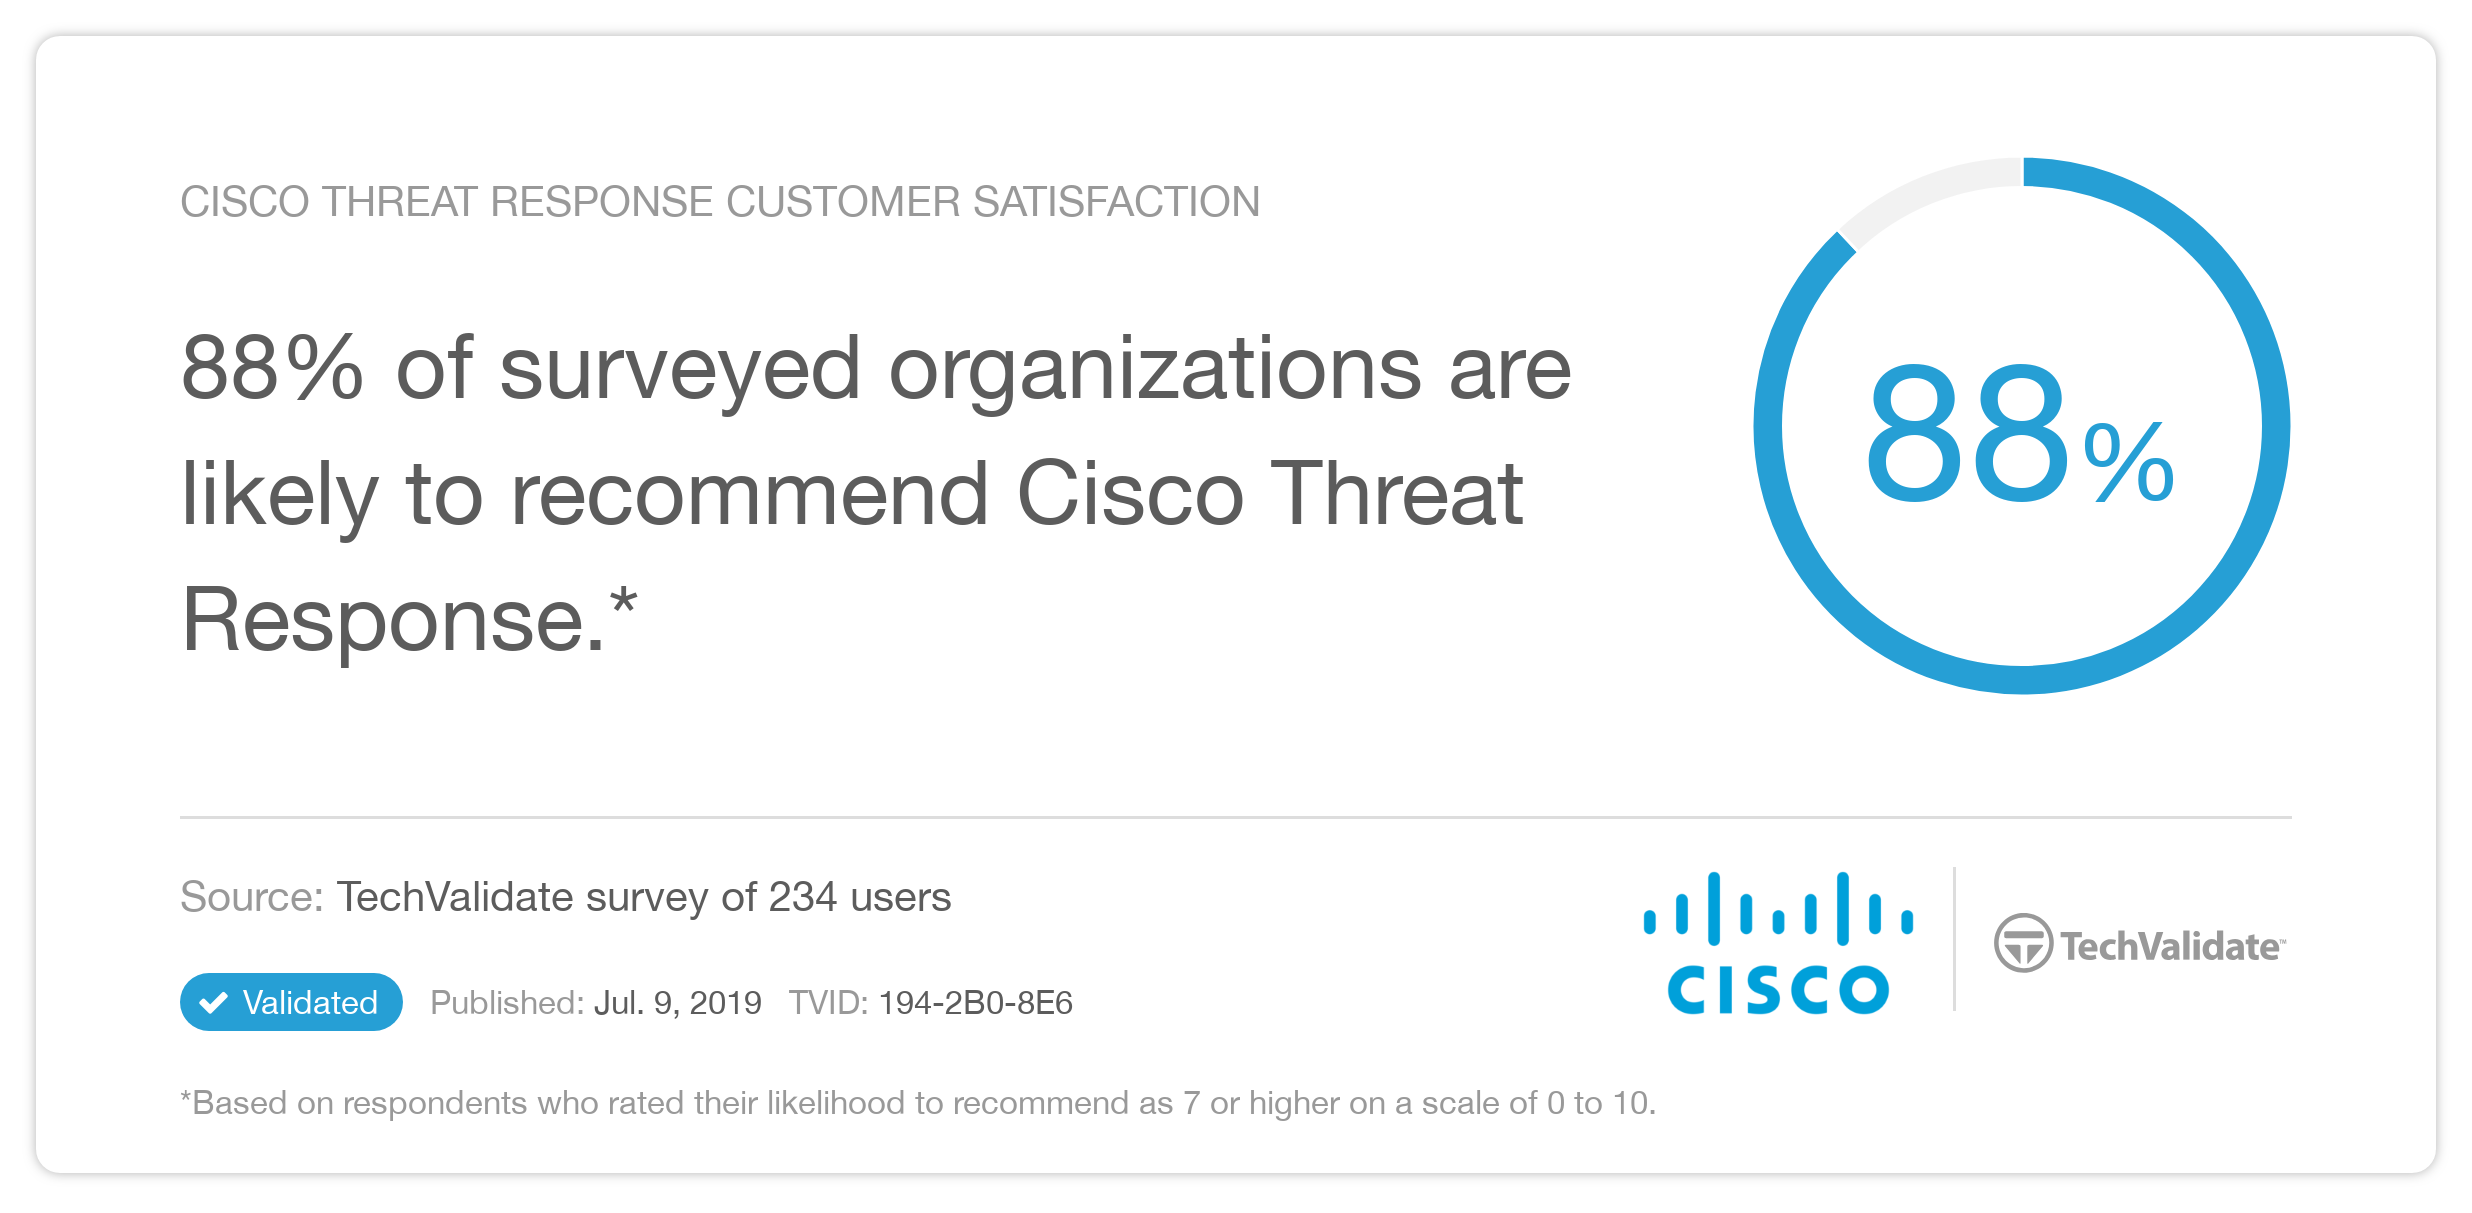 CISCO THREAT RESPONSE CUSTOMER SATISFACTION
88% of surveyed organizations are
likely to recommend Cisco Threat
Response.*
88%
Source: TechValidate survey of 234 users
Validated Published: Jul. 9, 2019 TVID: 194-2B0-8E6
CISCO
TechValidate™
*Based on respondents who rated their likelihood to recommend as 7 or higher on a scale of 0 to 10.